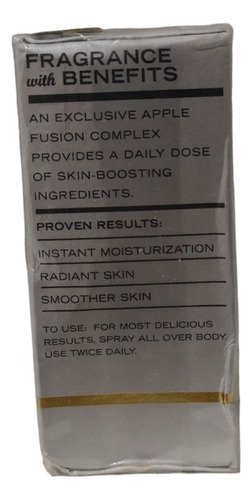 FRAGRANCE
with BENEFITS
AN EXCLUSIVE APPLE
FUSION COMPLEX
PROVIDES A DAILY DOSE
OF SKIN-BOOSTING
INGREDIENTS.
PROVEN RESULTS:
INSTANT MOISTURIZATION
RADIANT SKIN
SMOOTHER SKIN
TO USE: FOR MOST DELICIOUS
RESULTS, SPRAY ALL OVER BODY.
USE TWICE DAILY.